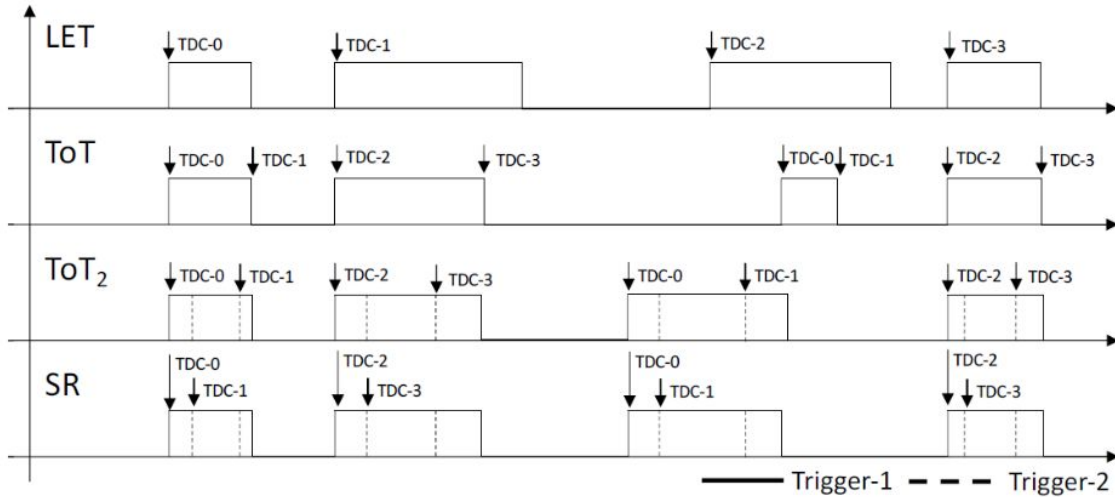 LET
TDC-0
TDC-1
TDC-2
TDC-3
ToT
TDC-0
TDC-1
TDC-2
TDC-3
TDC-0
TDC-1
TDC-2
TDC-3
ToT₂
TDC-0
TDC-1
TDC-2
TDC-3
TDC-0
TDC-1
TDC-2
TDC-3
SR
TDC-0
TDC-1
TDC-2
TDC-3
TDC-0
TDC-1
TDC-2
TDC-3
Trigger-1
Trigger-2